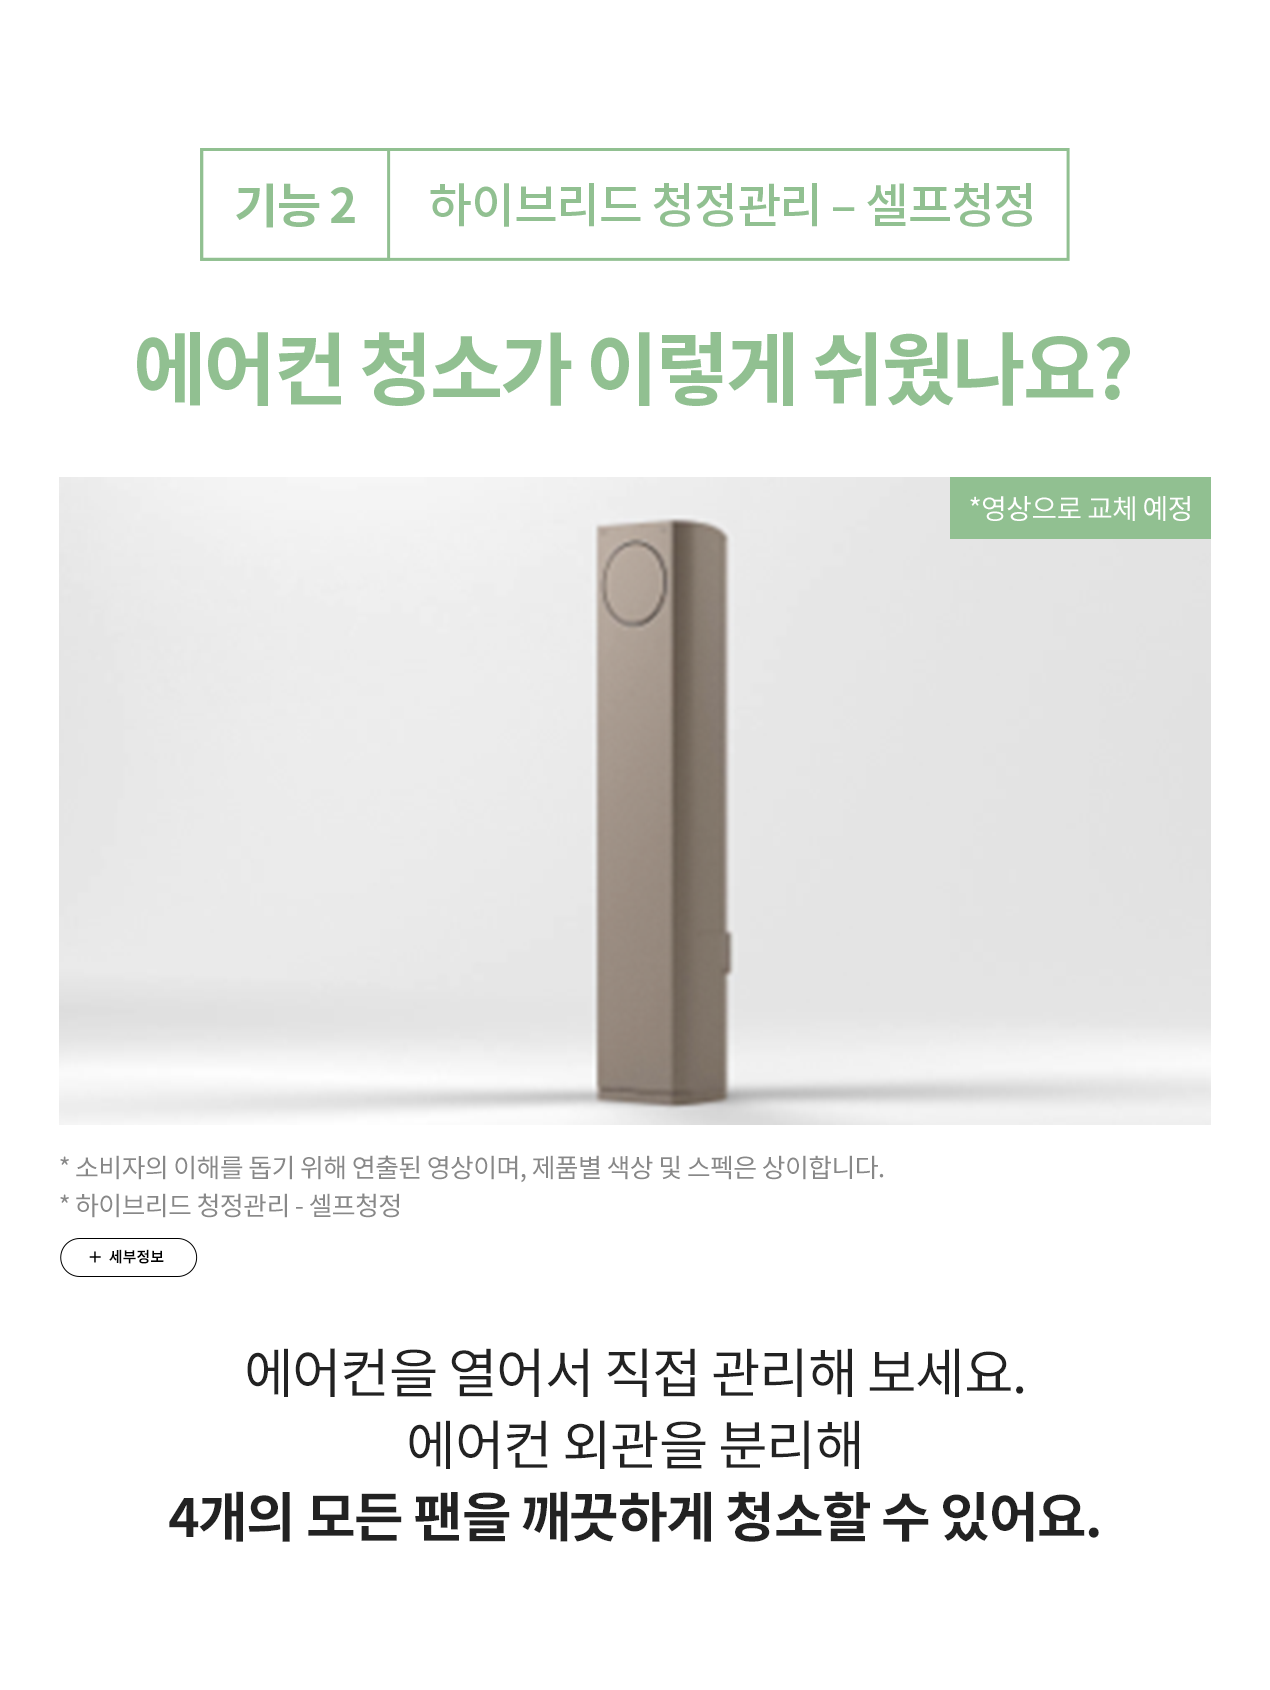 기능 2
하이브리드 청정관리 – 셀프청정
에어컨 청소가 이렇게 쉬웠나요?
*영상으로 교체 예정
* 소비자의 이해를 돕기 위해 연출된 영상이며, 제품별 색상 및 스펙은 상이합니다.
* 하이브리드 청정관리 - 셀프청정
+ 세부정보
에어컨을 열어서 직접 관리해 보세요.
에어컨 외관을 분리해
4개의 모든 팬을 깨끗하게 청소할 수 있어요.